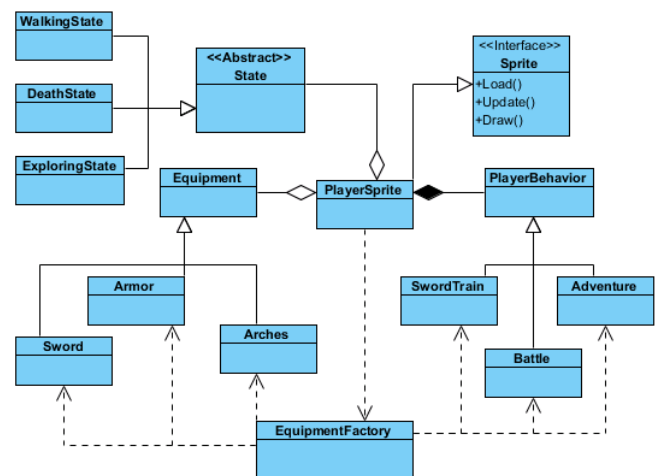 WalkingState
<<Abstract>>
State
<<Interface>>
Sprite
+Load()
+Update()
+Draw()
DeathState
ExploringState
Equipment
PlayerSprite
PlayerBehavior
Armor
SwordTrain
Adventure
Sword
Arches
Battle
EquipmentFactory